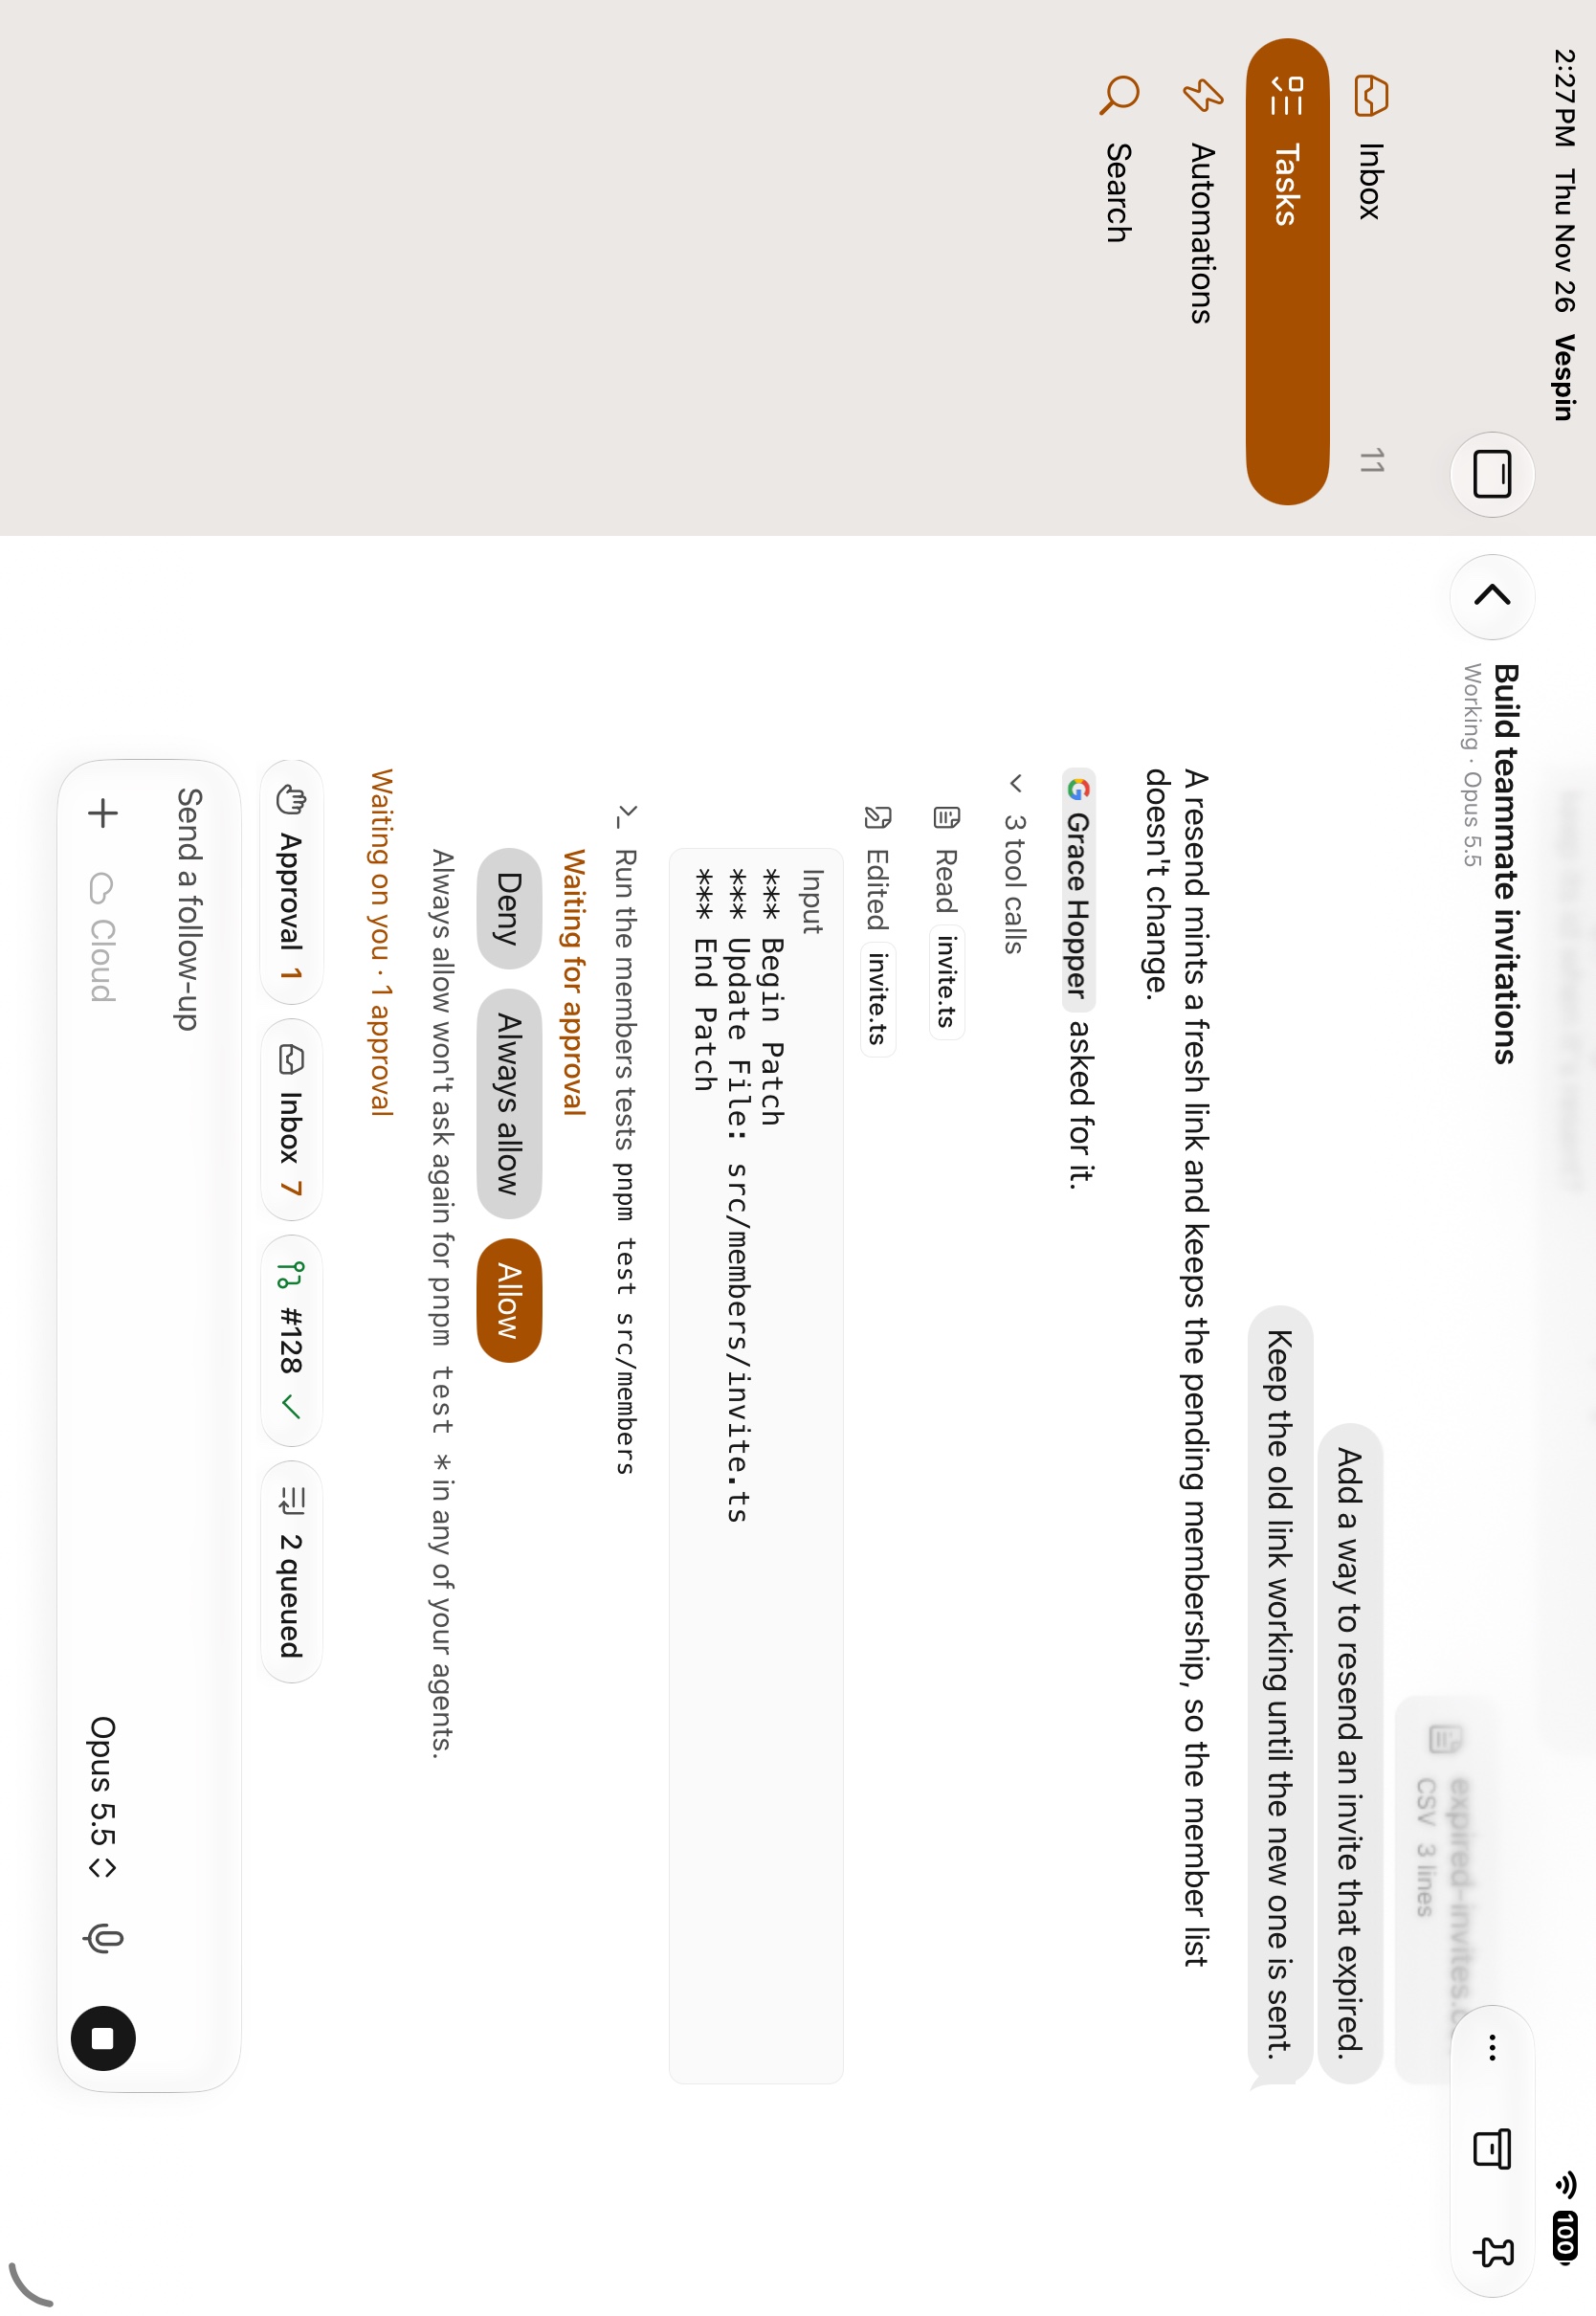 2:27 PM Thu Nov 26 Vespin
100
Inbox 11
Tasks
Automations
Search
keep its id when it's resent?
Build teammate invitations
Working · Opus 5.5
CSV 3 lines
Add a way to resend an invite that expired.
Keep the old link working until the new one is sent.
A resend mints a fresh link and keeps the pending membership, so the member list
doesn't change.
Grace Hopper asked for it.
3 tool calls
Read invite.ts
Edited invite.ts
Input
*** Begin Patch
*** Update File: src/members/invite.ts
*** End Patch
Run the members tests pnpm test src/members
Waiting for approval
Deny Always allow Allow
Always allow won't ask again for pnpm test * in any of your agents.
Waiting on you · 1 approval
Approval 1 Inbox 7 #128 2 queued
Send a follow-up
Cloud Opus 5.5